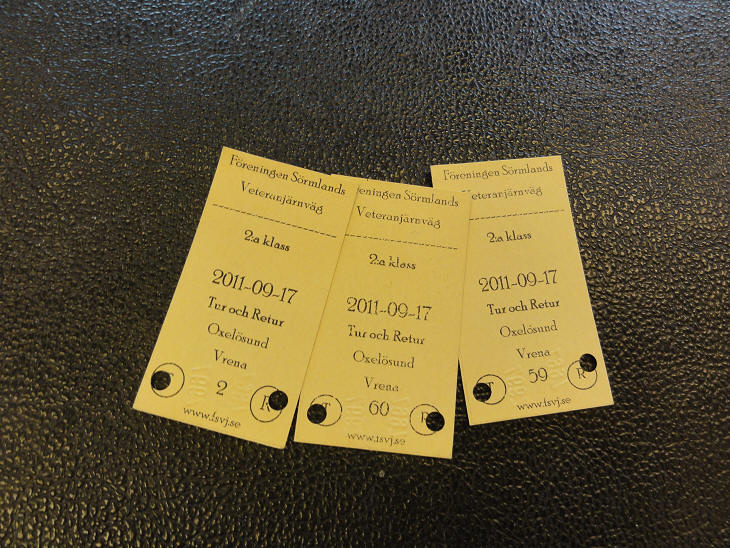 Föreningen Sörmlands
Veteranjärnväg
2:a klass
2011-09-17
Tur och Retur
Oxelösund
Vrena
T 2 R
www.fsvj.se
reningen Sörmlands
Veteranjärnväg
2:a klass
2011-09-17
Tur och Retur
Oxelösund
Vrena
T 60 R
www.fsvj.se
Föreningen Sörmlands
Veteranjärnväg
2:a klass
2011-09-17
Tur och Retur
Oxelösund
Vrena
T 59 R
www.fsvj.se